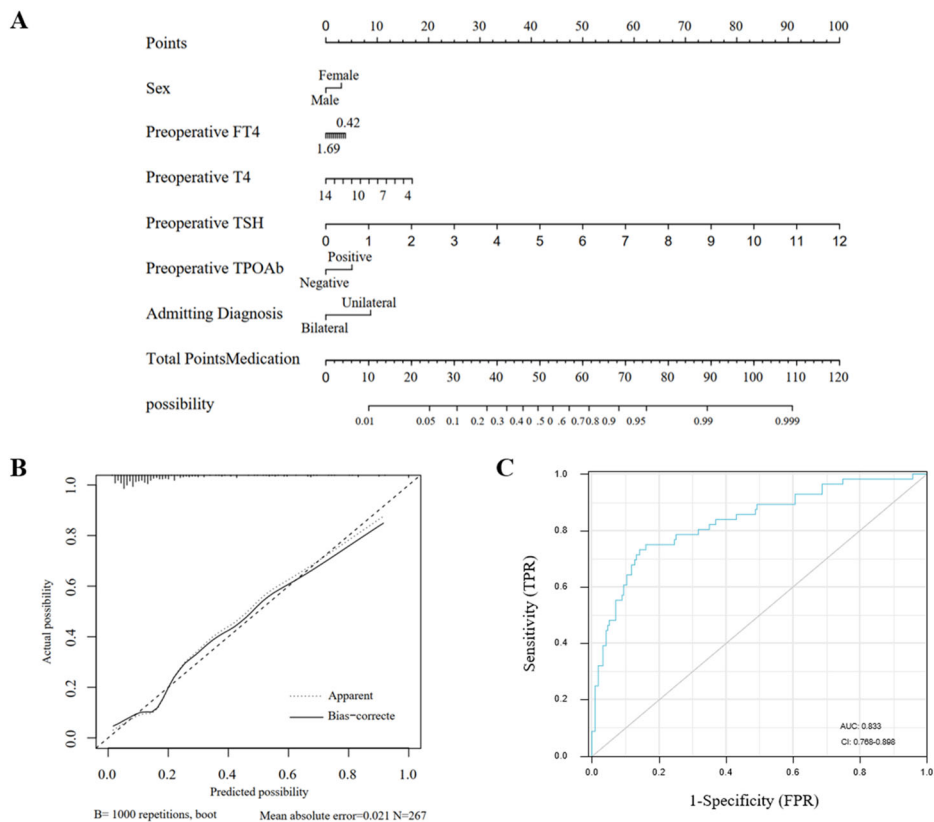 A
Points
0 10 20 30 40 50 60 70 80 90 100
Female
Sex
Male
0.42
Preoperative FT4
1.69
Preoperative T4
14 10 7 4
Preoperative TSH
0 1 2 3 4 5 6 7 8 9 10 11 12
Positive
Preoperative TPOAb
Negative
Unilateral
Admitting Diagnosis
Bilateral
Total PointsMedication
0 10 20 30 40 50 60 70 80 90 100 110 120
possibility
0.01 0.05 0.1 0.2 0.3 0.4 0 .5 0 .6 0.7 0.8 0.9 0.95 0.99 0.999
B
1.0
0.8
0.6
0.4
0.2
0.0
Actual possibility
Apparent
Bias-correcte
0.0 0.2 0.4 0.6 0.8 1.0
Predicted possibility
B= 1000 repetitions, boot Mean absolute error=0.021 N=267
C
1.0
0.8
0.6
0.4
0.2
0.0
Sensitivity (TPR)
AUC: 0.833
CI: 0.768-0.898
0.0 0.2 0.4 0.6 0.8 1.0
1-Specificity (FPR)